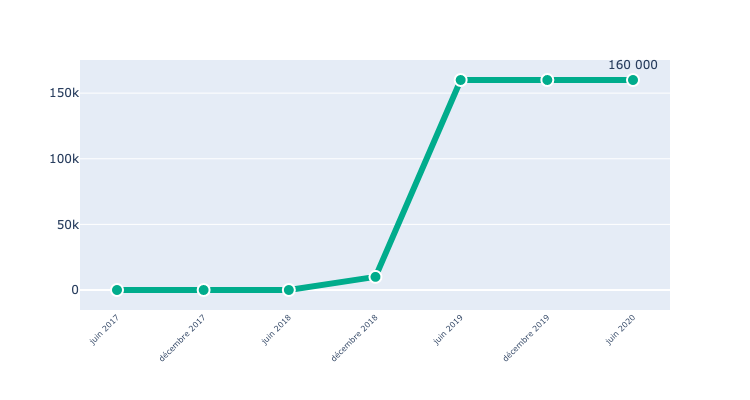 160 000
150k
100k
50k
0
juin 2017
décembre 2017
juin 2018
décembre 2018
juin 2019
décembre 2019
juin 2020